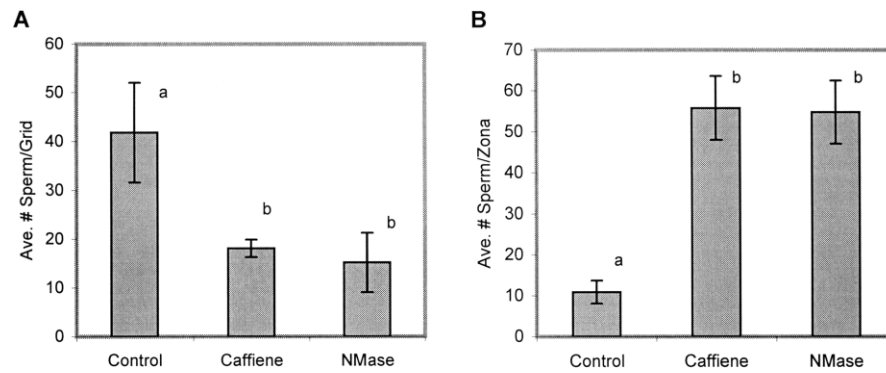 A
60
50
40
30
20
10
0
Ave. # Sperm/Grid
a
b
b
Control Caffiene NMase
B
70
60
50
40
30
20
10
0
Ave. # Sperm/Zona
a
b
b
Control Caffiene NMase